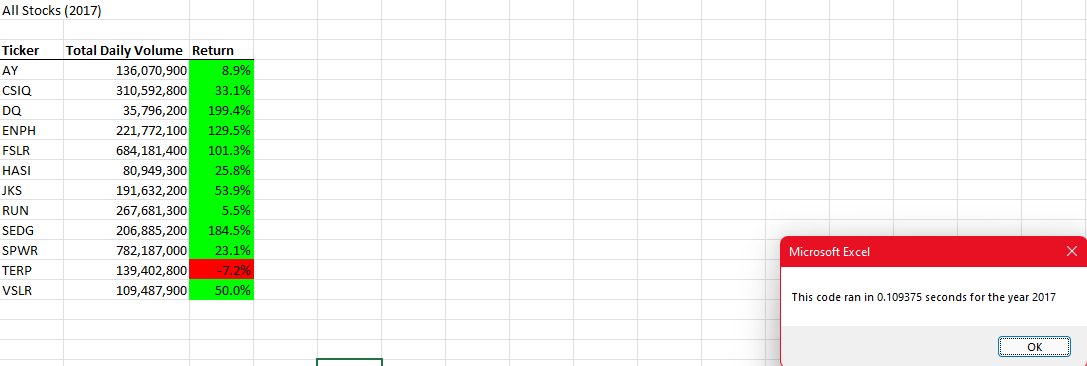 All Stocks (2017)
Ticker Total Daily Volume Return
AY 136,070,900 8.9%
CSIQ 310,592,800 33.1%
DQ 35,796,200 199.4%
ENPH 221,772,100 129.5%
FSLR 684,181,400 101.3%
HASI 80,949,300 25.8%
JKS 191,632,200 53.9%
RUN 267,681,300 5.5%
SEDG 206,885,200 184.5%
SPWR 782,187,000 23.1%
TERP 139,402,800 -7.2%
VSLR 109,487,900 50.0%
Microsoft Excel
This code ran in 0.109375 seconds for the year 2017
OK